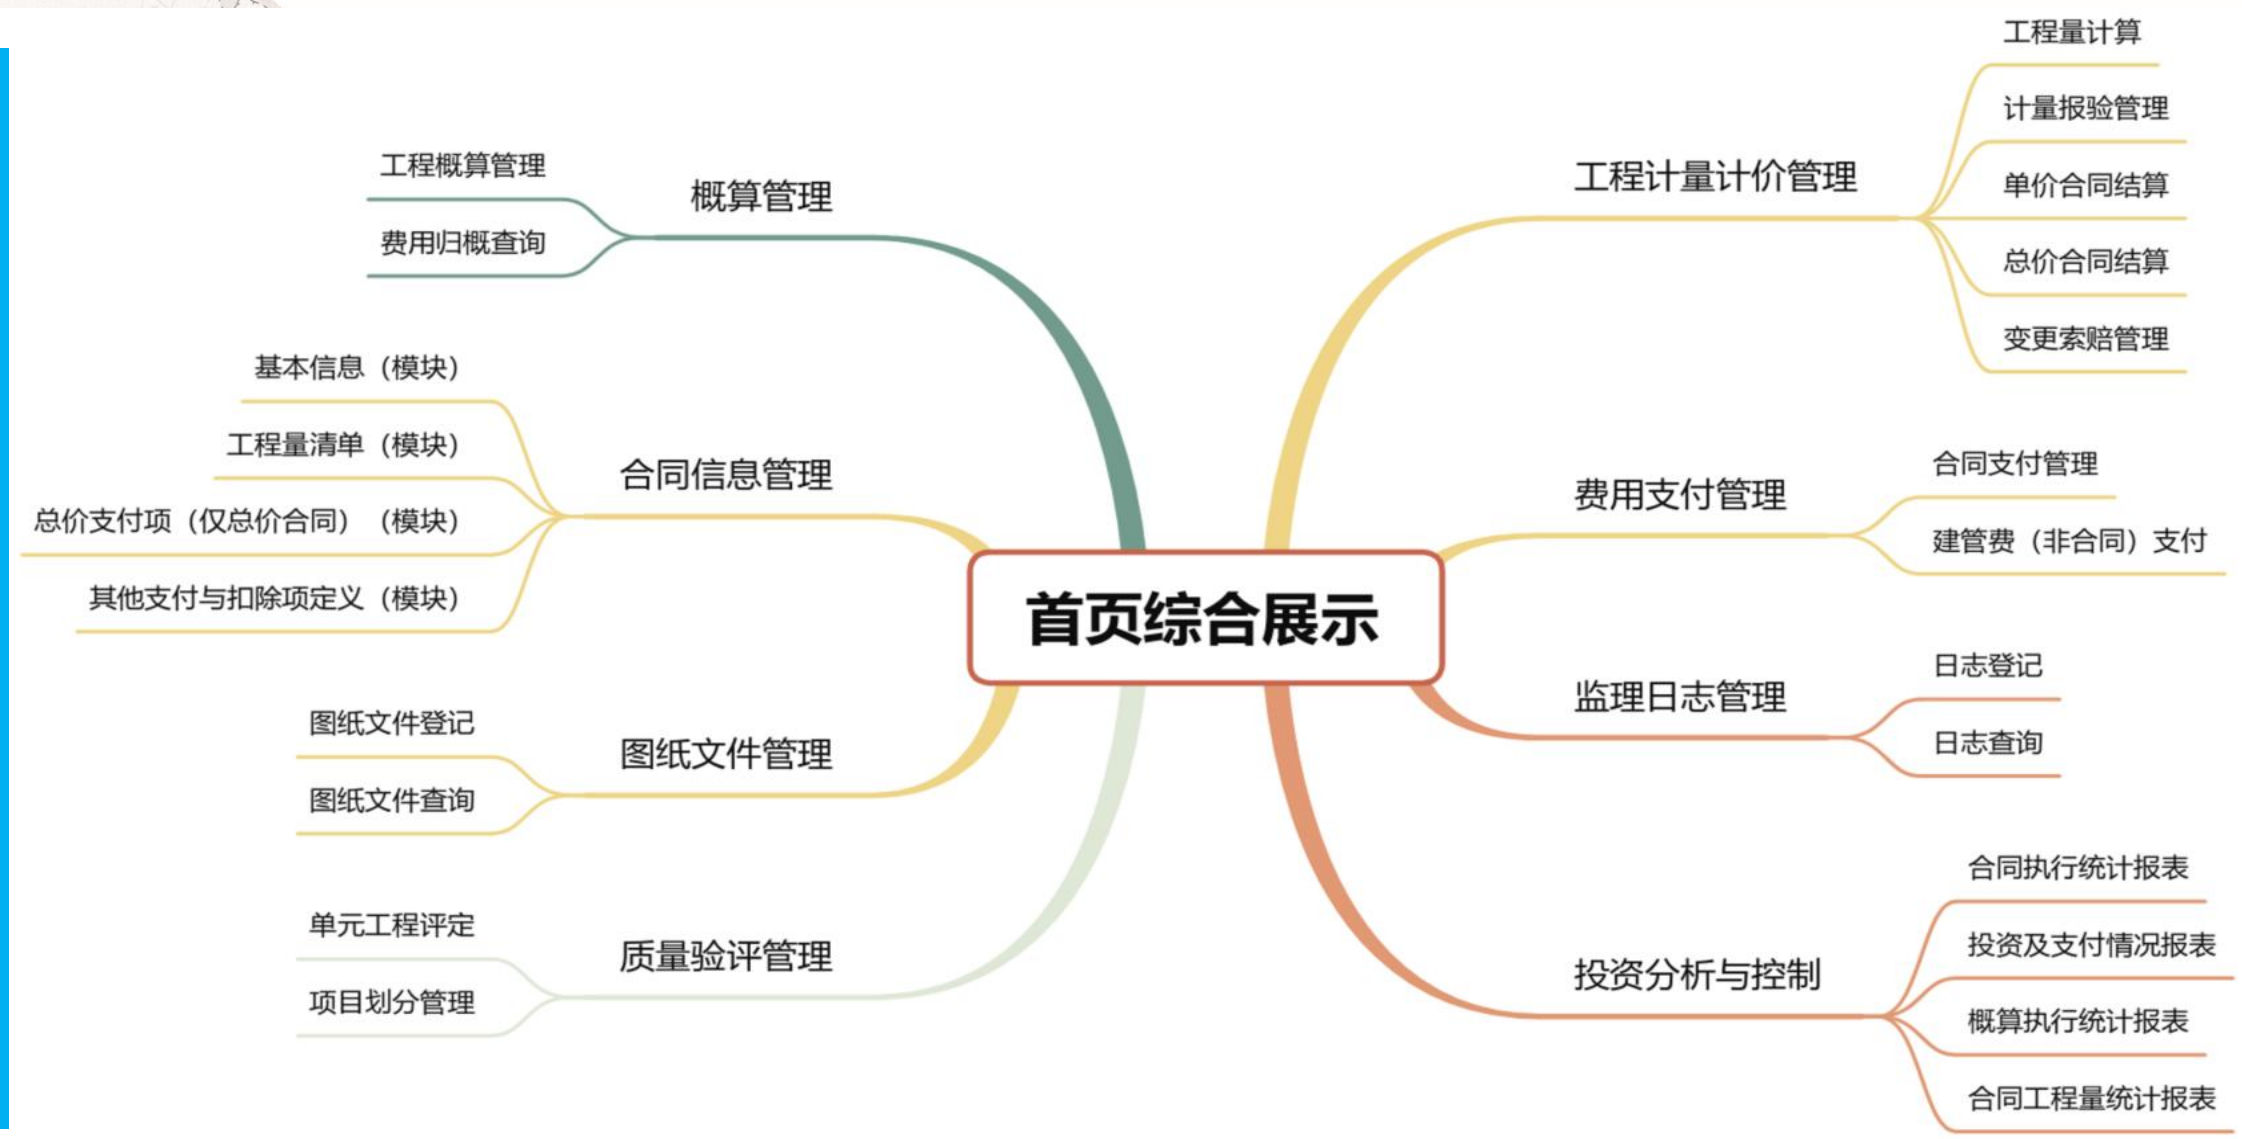 首页综合展示
概算管理
工程概算管理
费用归概查询
合同信息管理
基本信息（模块）
工程量清单（模块）
总价支付项（仅总价合同）（模块）
其他支付与扣除项定义（模块）
图纸文件管理
图纸文件登记
图纸文件查询
质量验评管理
单元工程评定
项目划分管理
工程计量计价管理
工程量计算
计量报验管理
单价合同结算
总价合同结算
变更索赔管理
费用支付管理
合同支付管理
建管费（非合同）支付
监理日志管理
日志登记
日志查询
投资分析与控制
合同执行统计报表
投资及支付情况报表
概算执行统计报表
合同工程量统计报表